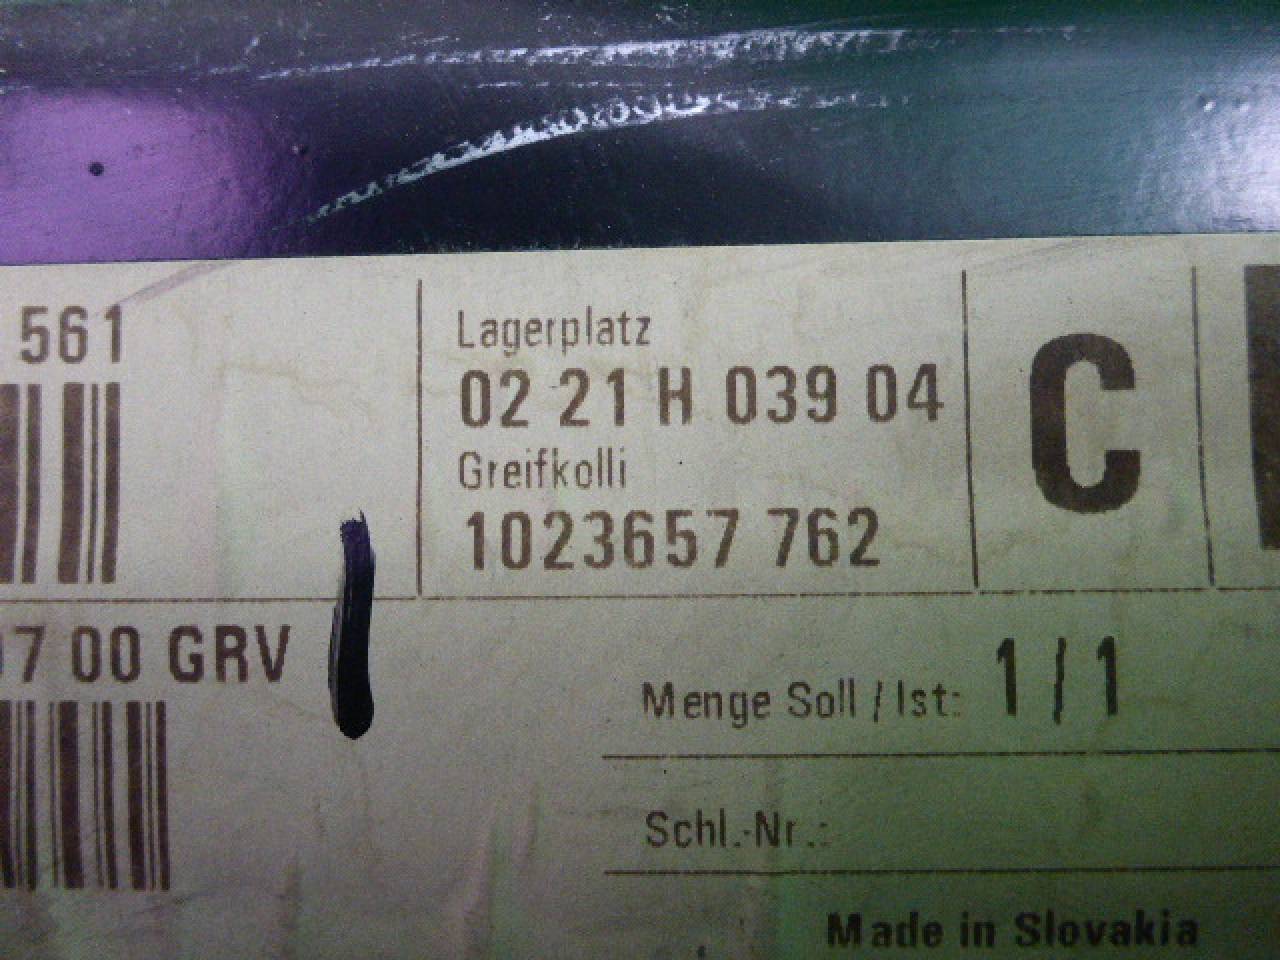 561
Lagerplatz
02 21 H 039 04
Greifkolli
1023657 762
C
07 00 GRV
Menge Soll / Ist: 1 / 1
Schl.-Nr.:
Made in Slovakia